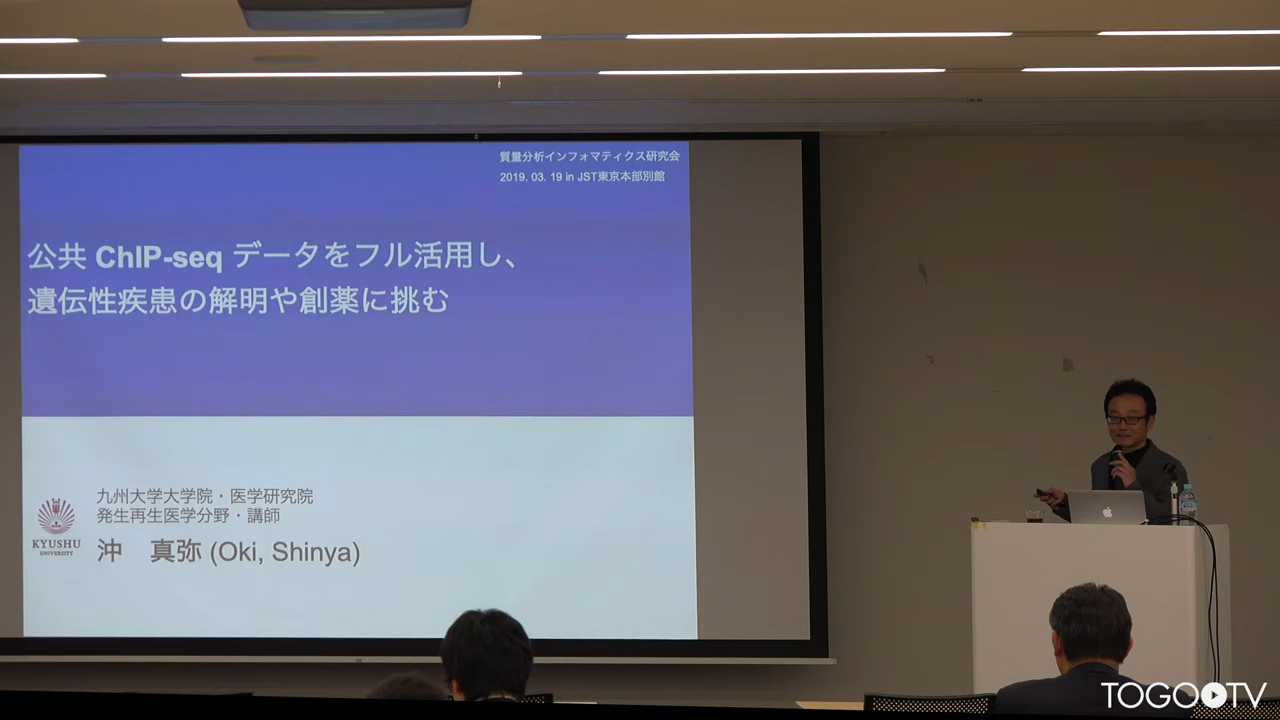 質量分析インフォマティクス研究会
2019. 03. 19 in JST東京本部別館
公共 ChIP-seq データをフル活用し、
遺伝性疾患の解明や創薬に挑む
九州大学大学院・医学研究院
発生再生医学分野・講師
KYUSHU
UNIVERSITY
沖　真弥 (Oki, Shinya)
TOGO TV